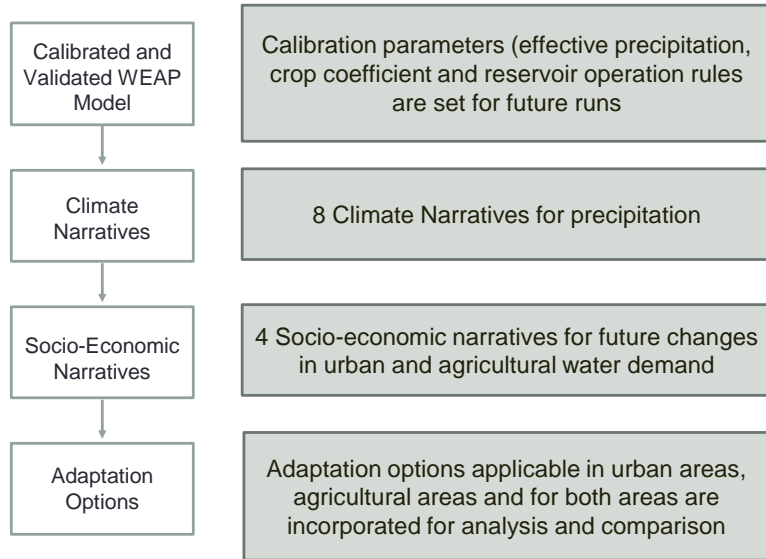 Calibrated and
Validated WEAP
Model
Calibration parameters (effective precipitation,
crop coefficient and reservoir operation rules
are set for future runs
Climate
Narratives
8 Climate Narratives for precipitation
Socio-Economic
Narratives
4 Socio-economic narratives for future changes
in urban and agricultural water demand
Adaptation
Options
Adaptation options applicable in urban areas,
agricultural areas and for both areas are
incorporated for analysis and comparison